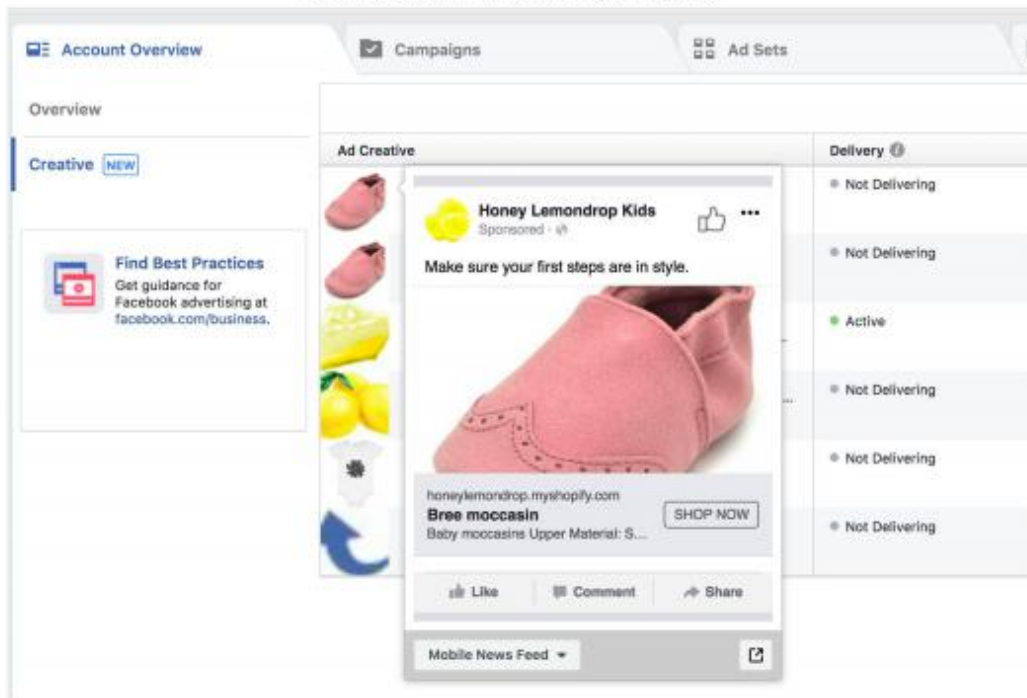 Account Overview
Campaigns
Ad Sets
Overview
Creative NEW
Find Best Practices
Get guidance for
Facebook advertising at
facebook.com/business.
Ad Creative
Delivery
Not Delivering
Not Delivering
Active
Not Delivering
Not Delivering
Not Delivering
Honey Lemondrop Kids
Sponsored ·
Make sure your first steps are in style.
honeylemondrop.myshopify.com
Bree moccasin
Baby moccasins Upper Material: S...
SHOP NOW
Like
Comment
Share
Mobile News Feed